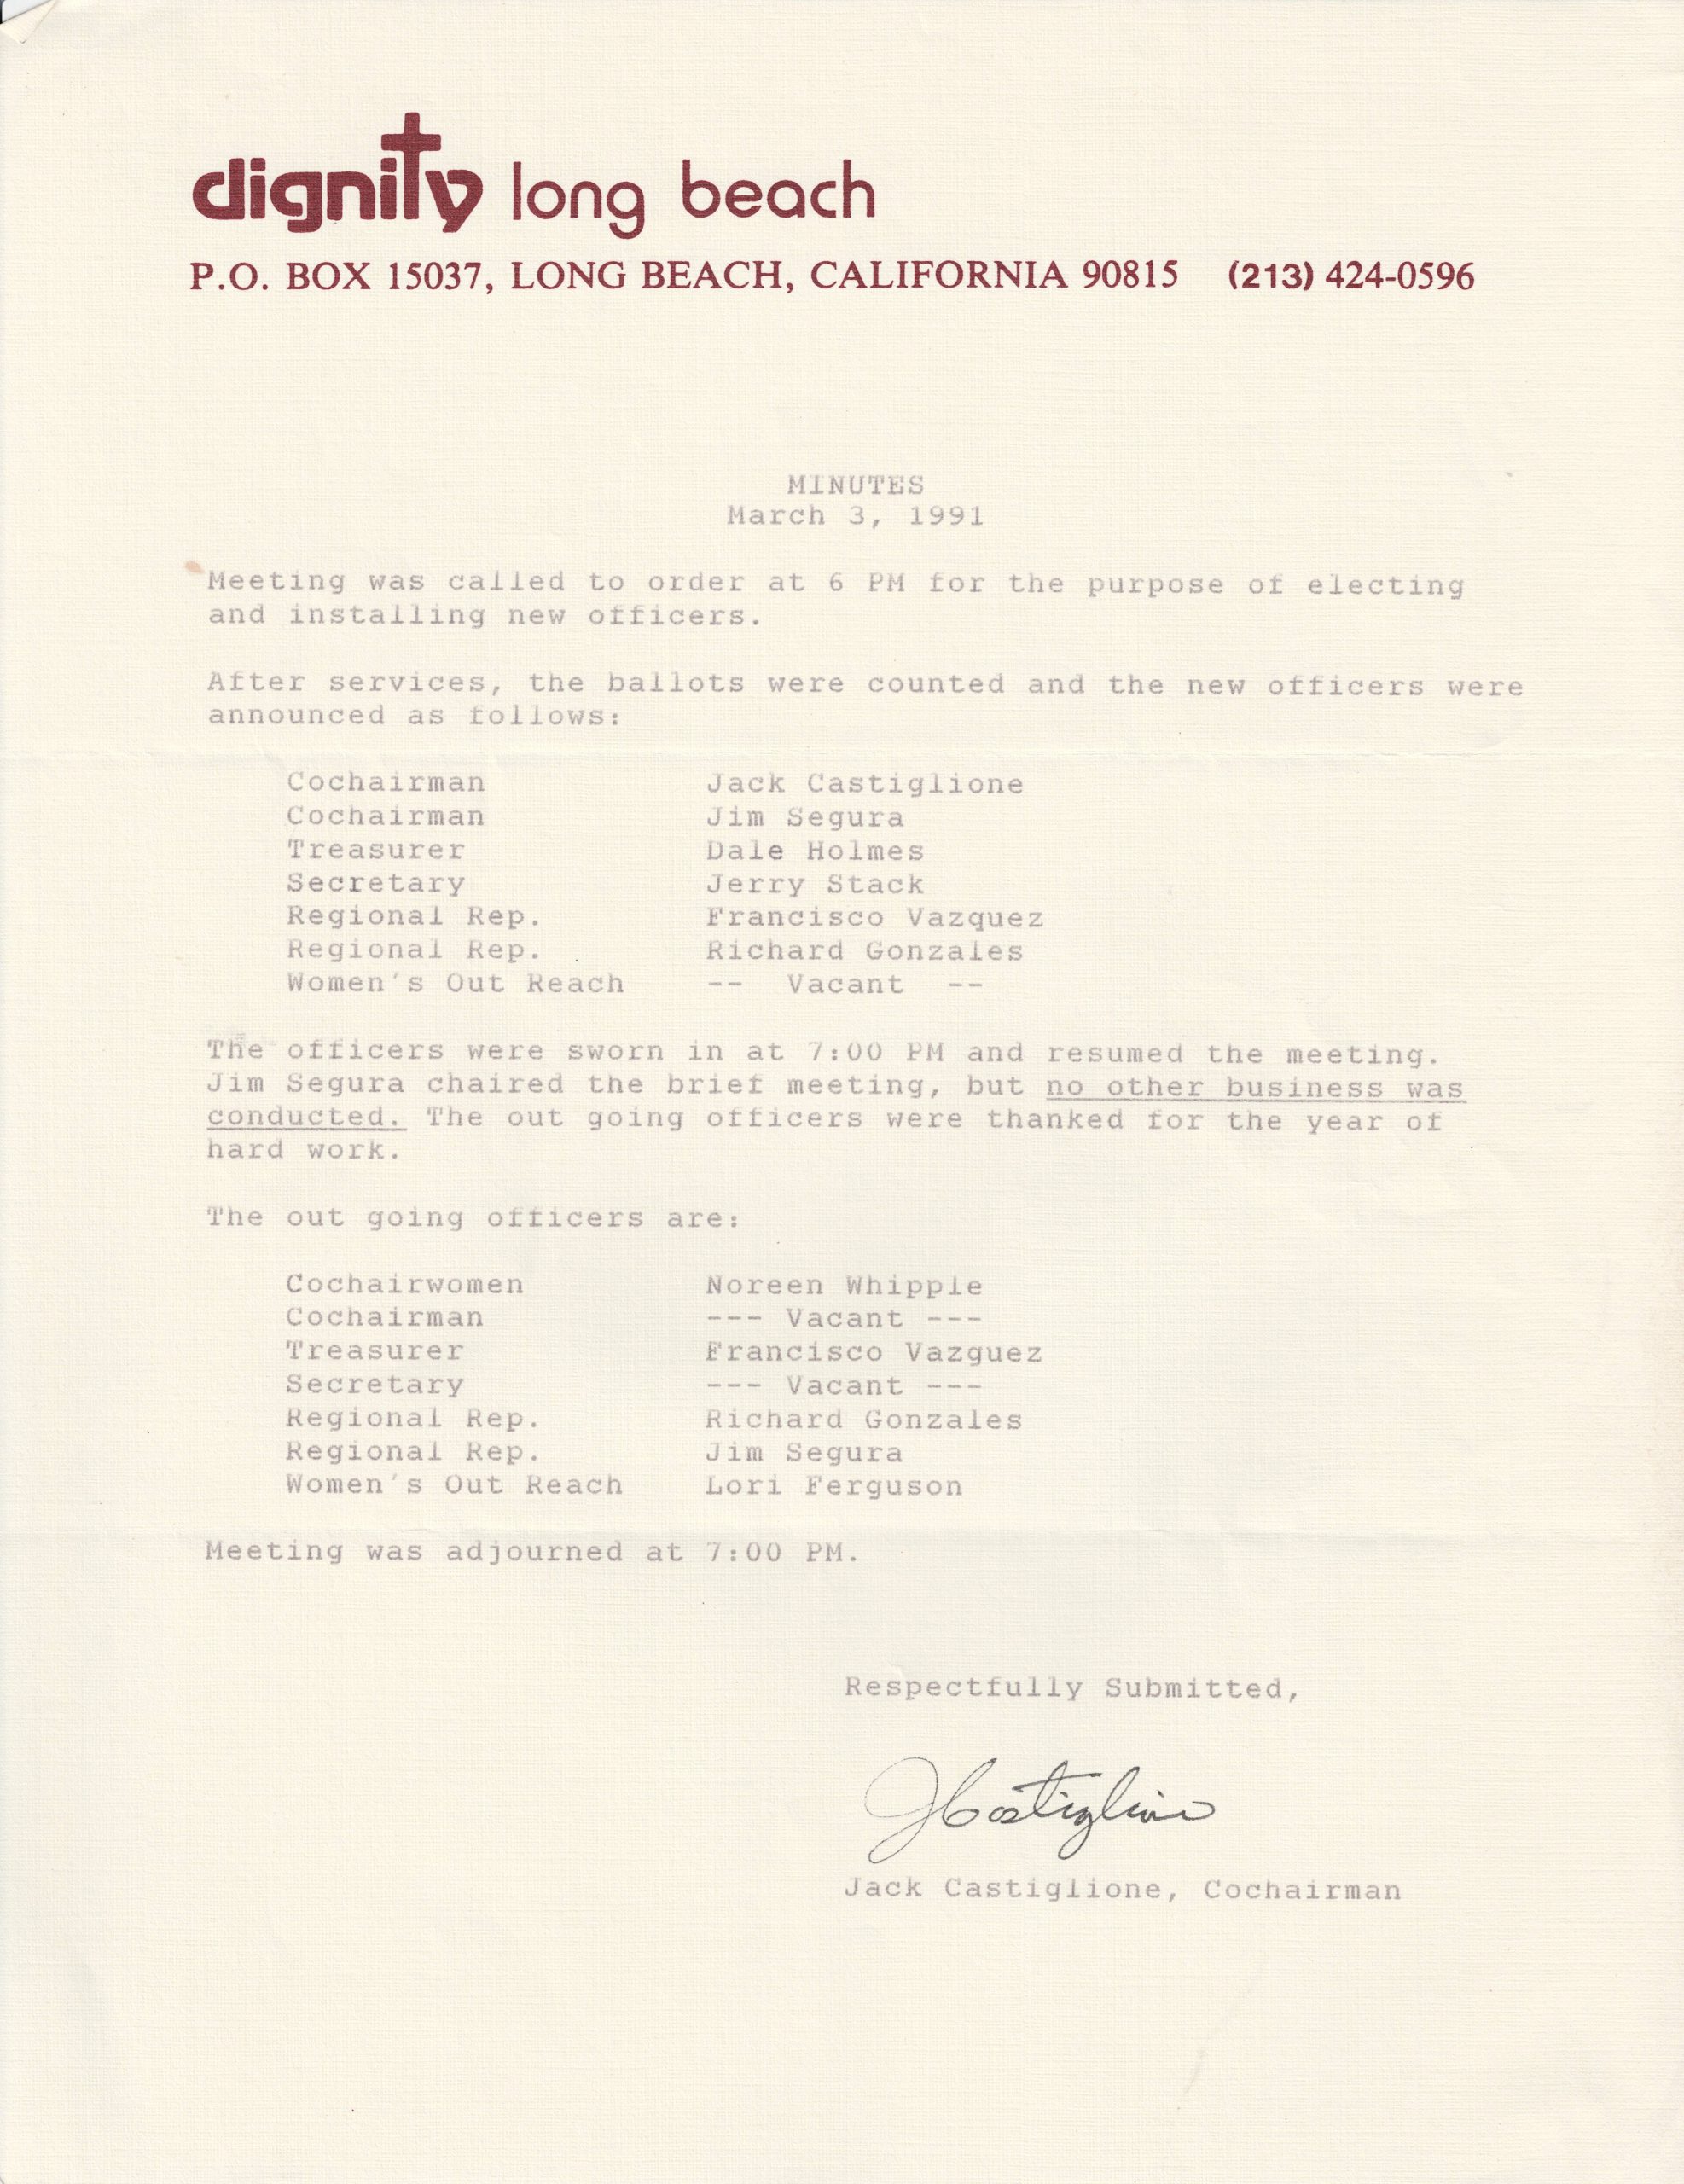 dignity long beach
P.O. BOX 15037, LONG BEACH, CALIFORNIA 90815 (213) 424-0596
MINUTES
March 3, 1991
Meeting was called to order at 6 PM for the purpose of electing
and installing new officers.
After services, the ballots were counted and the new officers were
announced as follows:
Cochairman Jack Castiglione
Cochairman Jim Segura
Treasurer Dale Holmes
Secretary Jerry Stack
Regional Rep. Francisco Vazquez
Regional Rep. Richard Gonzales
Women's Out Reach -- Vacant --
The officers were sworn in at 7:00 PM and resumed the meeting.
Jim Segura chaired the brief meeting, but no other business was
conducted. The out going officers were thanked for the year of
hard work.
The out going officers are:
Cochairwomen Noreen Whipple
Cochairman --- Vacant ---
Treasurer Francisco Vazguez
Secretary --- Vacant ---
Regional Rep. Richard Gonzales
Regional Rep. Jim Segura
Women's Out Reach Lori Ferguson
Meeting was adjourned at 7:00 PM.
Respectfully Submitted,
JCastiglione
Jack Castiglione, Cochairman